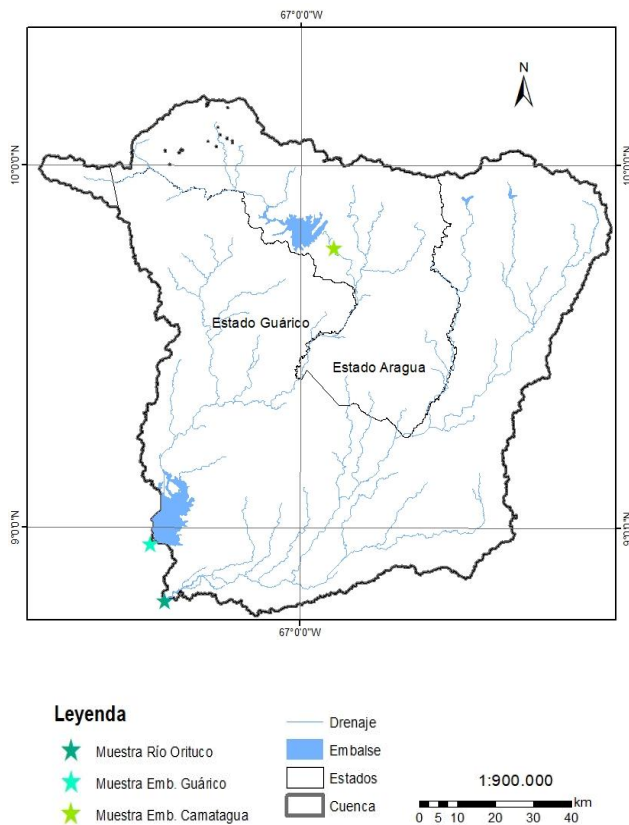 67°0'0"W
N
10°0'0"N
10°0'0"N
Estado Guárico
Estado Aragua
9°0'0"N
9°0'0"N
67°0'0"W
Leyenda
Muestra Río Orituco
Muestra Emb. Guárico
Muestra Emb. Camatagua
Drenaje
Embalse
Estados
Cuenca
1:900.000
km
0 5 10 20 30 40